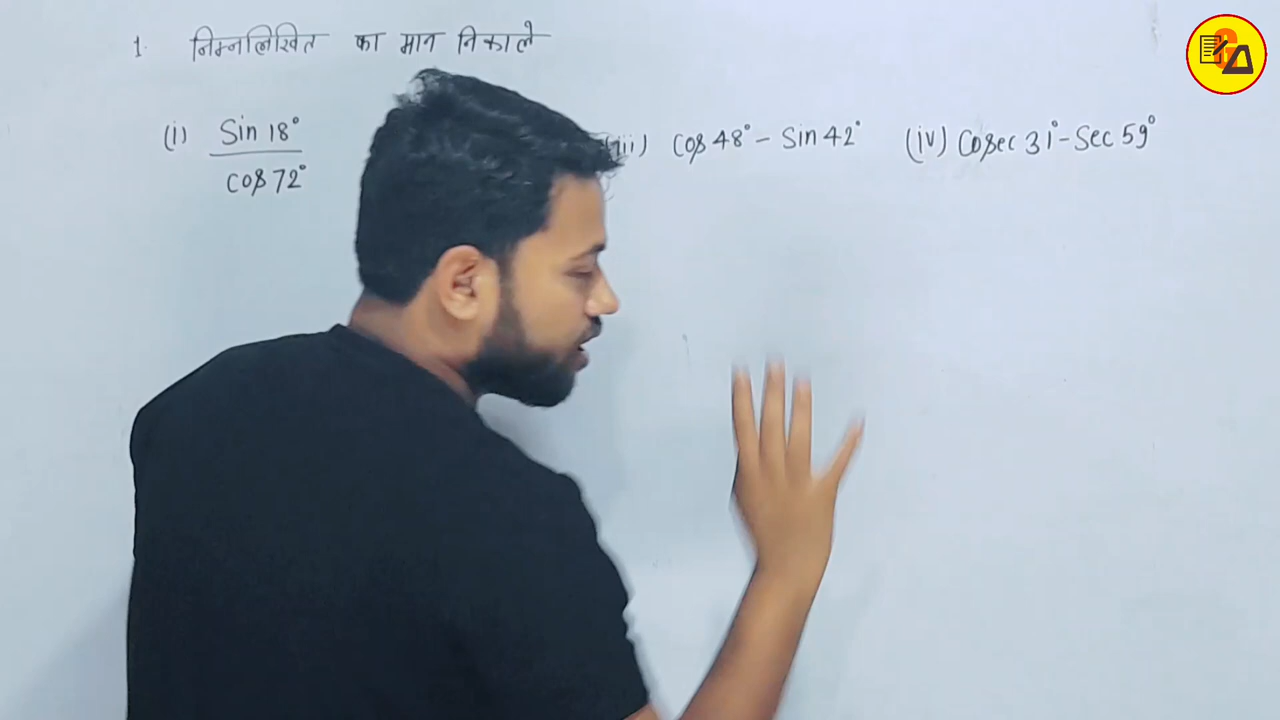 1. निम्नलिखित का मान निकाले
(i) Sin 18° / cos 72°
(iii) cos 48° - Sin 42°
(iv) Cosec 31° - Sec 59°